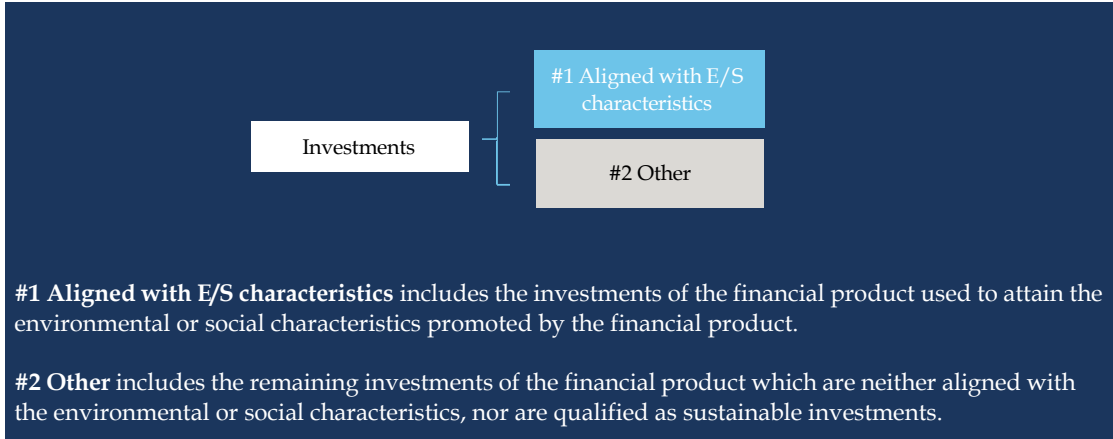 #1 Aligned with E/S
characteristics
Investments
#2 Other
#1 Aligned with E/S characteristics includes the investments of the financial product used to attain the
environmental or social characteristics promoted by the financial product.
#2 Other includes the remaining investments of the financial product which are neither aligned with
the environmental or social characteristics, nor are qualified as sustainable investments.